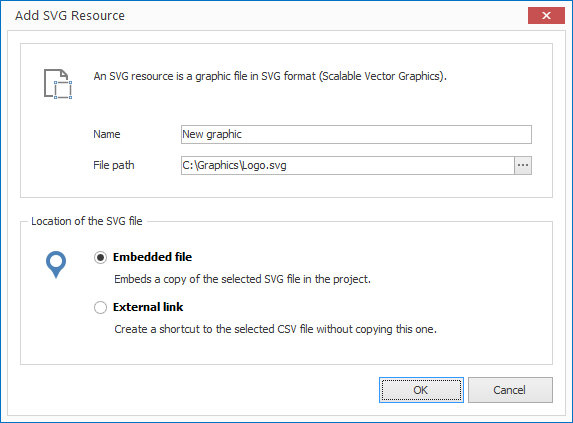 Add SVG Resource
An SVG resource is a graphic file in SVG format (Scalable Vector Graphics).
Name New graphic
File path C:\Graphics\Logo.svg ...
Location of the SVG file
Embedded file
Embeds a copy of the selected SVG file in the project.
External link
Create a shortcut to the selected CSV file without copying this one.
OK Cancel